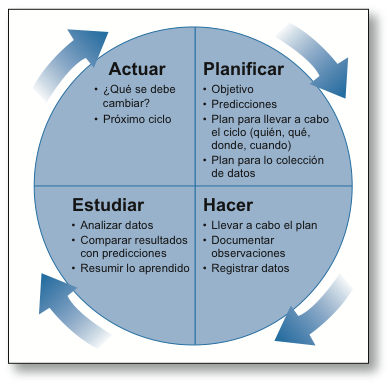 Actuar
• ¿Qué se debe
cambiar?
• Próximo ciclo
Planificar
• Objetivo
• Predicciones
• Plan para llevar a cabo
el ciclo (quién, qué,
donde, cuando)
• Plan para lo colección
de datos
Estudiar
• Analizar datos
• Comparar resultados
con predicciones
• Resumir lo aprendido
Hacer
• Llevar a cabo el plan
• Documentar
observaciones
• Registrar datos